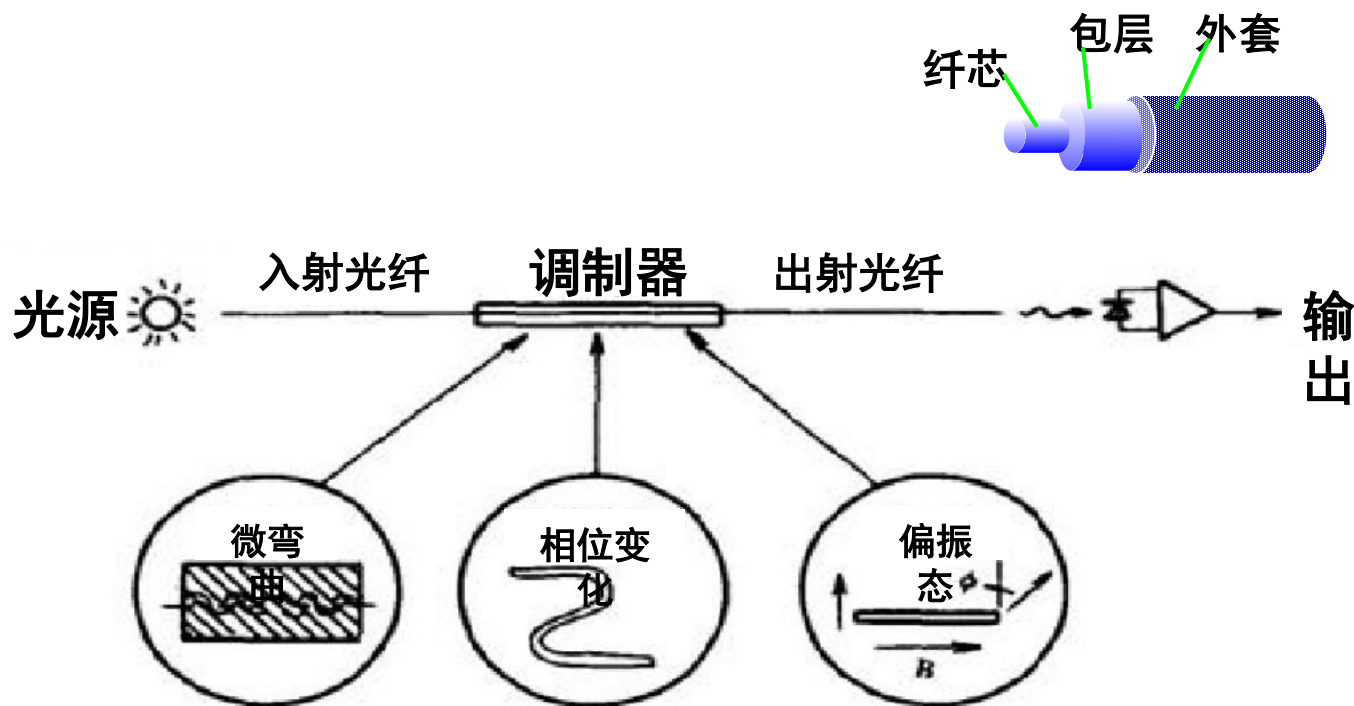 包层
外套
纤芯
入射光纤
调制器
出射光纤
光源
输
出
微弯
曲
相位变
化
偏振
态
ϕ
B